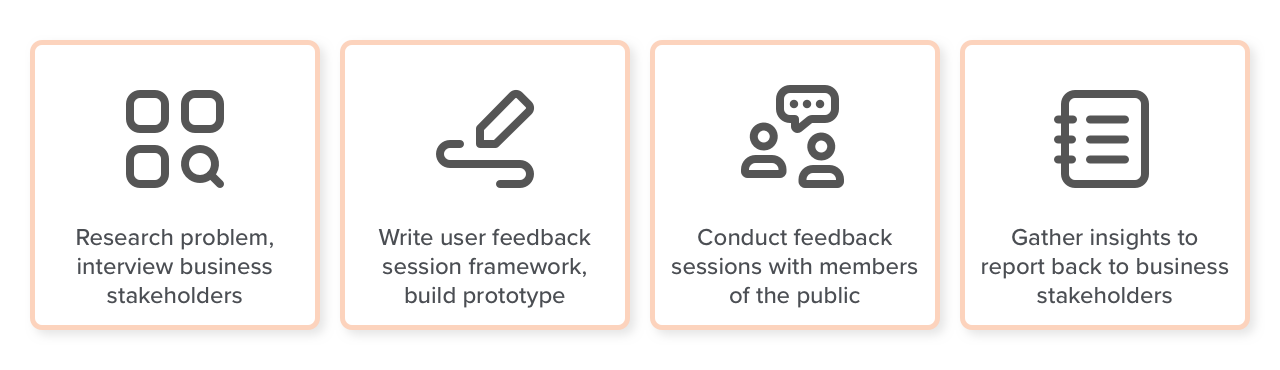 Research problem,
interview business
stakeholders
Write user feedback
session framework,
build prototype
Conduct feedback
sessions with members
of the public
Gather insights to
report back to business
stakeholders